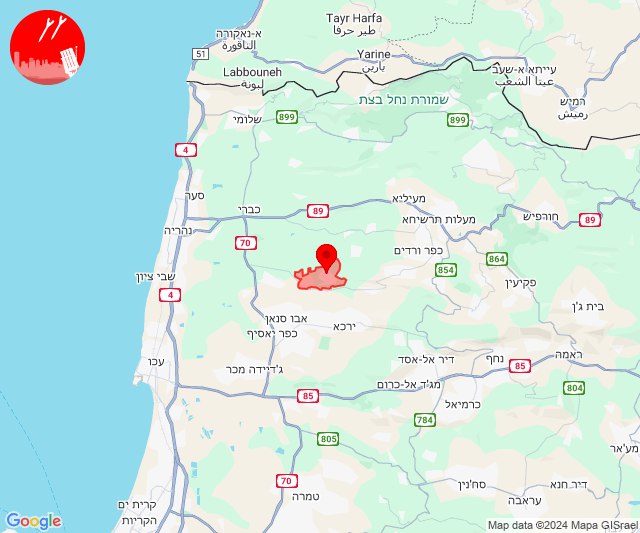 Tayr Harfa
طير حرفا
א-נאקורה
الناقورة
51
Yarine
يارين
Labbouneh
لبونه
עייתא א-שעב
عيتا الشعب
שמורת נחל בצת
רמיש
رميش
899
שלומי
899
4
סער
כברי
89
מעיליא
מעלות תרשיחא
חורפיש
89
נהריה
70
כפר ורדים
864
854
שבי ציון
4
פקיעין
בית ג'ן
אבו סנאן
ירכא
כפר יאסיף
עכו
ג'דיידה מכר
דיר אל-אסד
נחף
ראמה
85
85
מג'ד אל-כרום
804
כרמיאל
784
805
70
טמרה
סח'נין
דיר חנא
מע'אר
עראבה
קרית ים
הקריות
Google
Map data ©2024 Mapa GISrael